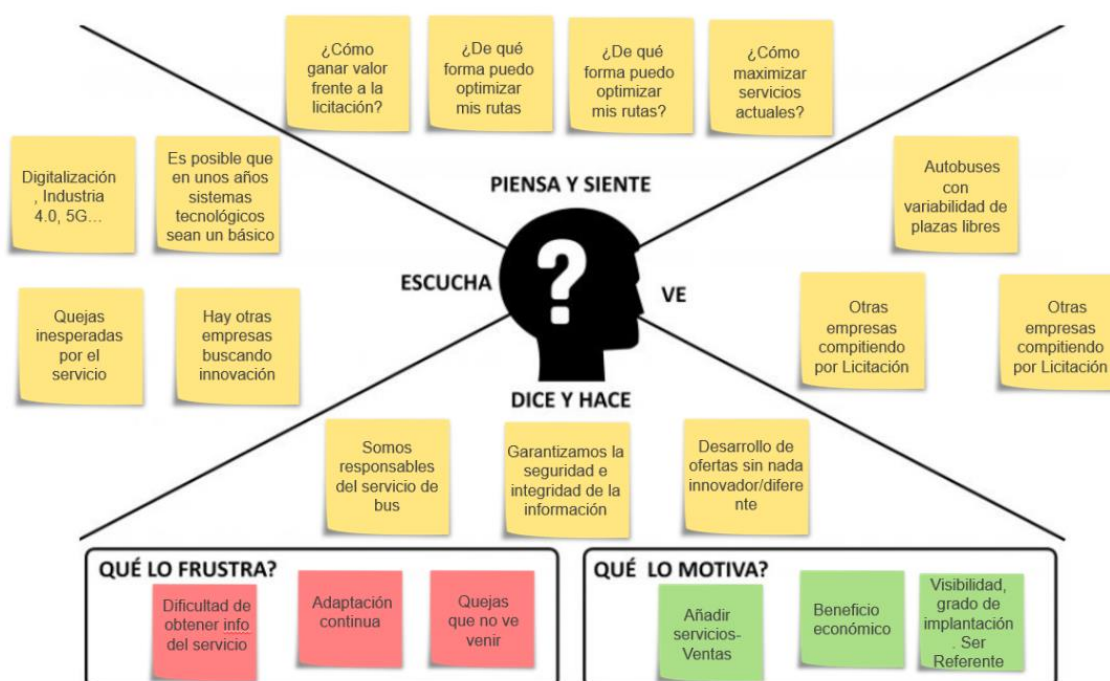 ¿Cómo
ganar valor
frente a la
licitación?
¿De qué
forma puedo
optimizar
mis rutas
¿De qué
forma puedo
optimizar
mis rutas?
¿Cómo
maximizar
servicios
actuales?
Digitalización
, Industria
4.0, 5G...
Es posible que
en unos años
sistemas
tecnológicos
sean un básico
PIENSA Y SIENTE
Autobuses
con
variabilidad de
plazas libres
ESCUCHA
?
VE
Quejas
inesperadas
por el
servicio
Hay otras
empresas
buscando
innovación
Otras
empresas
compitiendo
por Licitación
Otras
empresas
compitiendo
por Licitación
DICE Y HACE
Somos
responsables
del servicio de
bus
Garantizamos la
seguridad e
integridad de la
información
Desarrollo de
ofertas sin nada
innovador/difere
nte
QUÉ LO FRUSTRA?
Dificultad de
obtener info
del servicio
Adaptación
continua
Quejas
que no ve
venir
QUÉ LO MOTIVA?
Añadir
servicios-
Ventas
Beneficio
económico
Visibilidad,
grado de
implantación
. Ser
Referente